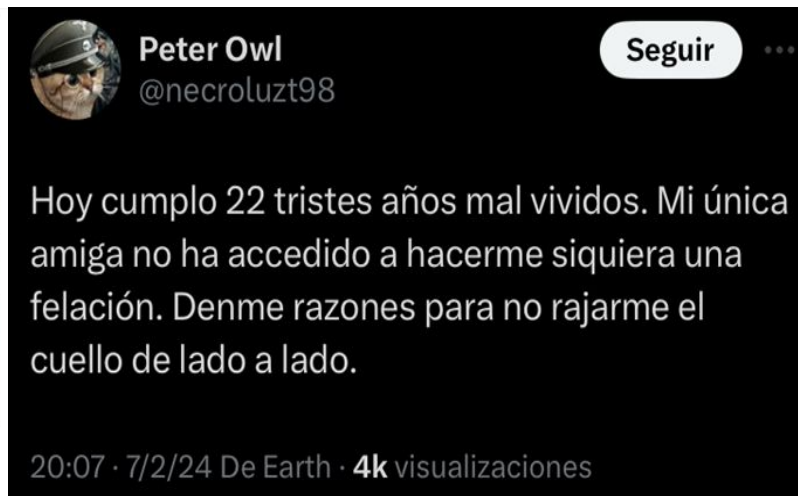 Peter Owl
Seguir
@necroluzt98
Hoy cumplo 22 tristes años mal vividos. Mi única
amiga no ha accedido a hacerme siquiera una
felación. Denme razones para no rajarme el
cuello de lado a lado.
20:07 · 7/2/24 De Earth · 4k visualizaciones